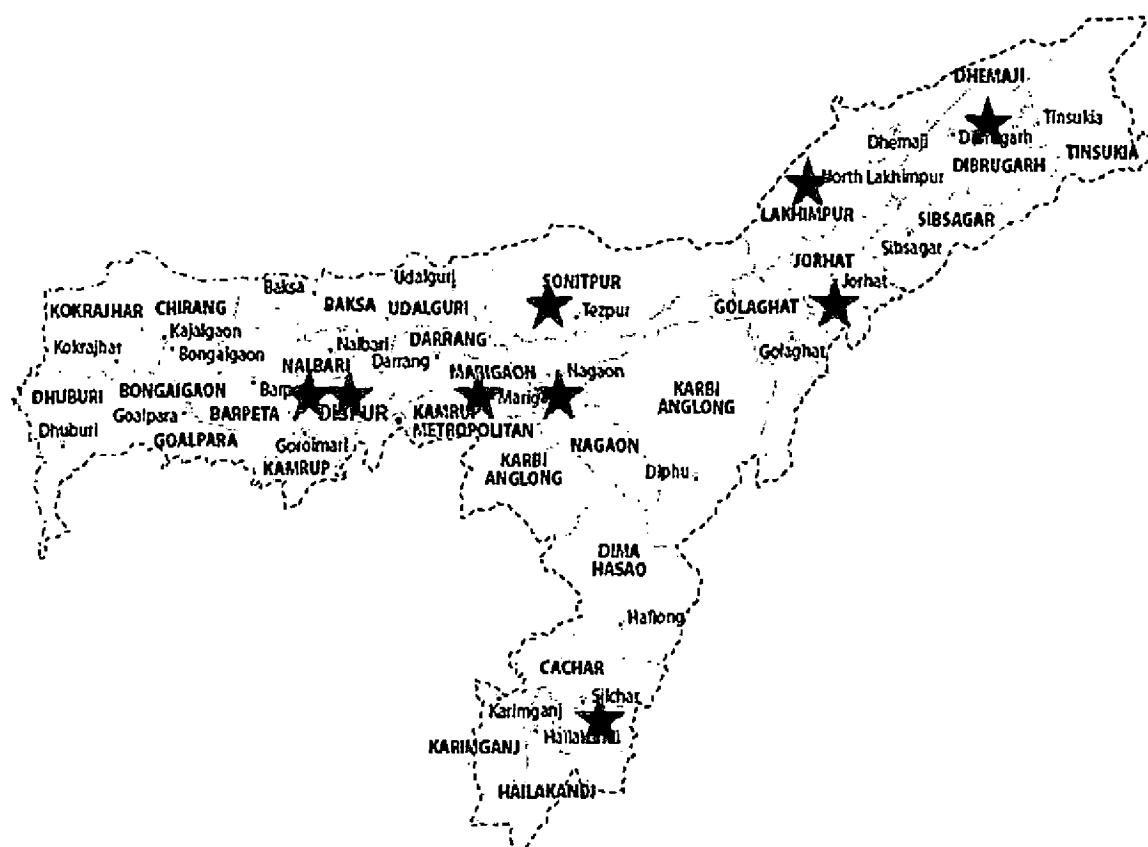 DHEMAJI
Tinsukia
Dhemaji
TINSUKIA
DIBRUGARH
North Lakhimpur
LAKHIMPUR
SIBSAGAR
Sibsagar
JORHAT
Jorhat
Udalguri
SONITPUR
Baksa
BAKSA
UDALGURI
GOLAGHAT
KOKRAJHAR
CHIRANG
Tezpur
Kajalgaon
Nalbari
DARRANG
Kokrajhar
Bongaigaon
Darrang
Golaghat
NALBARI
MARIGAON
Nagaon
DHUBURI
BONGAIGAON
KARBI
ANGLONG
Goalpara
BARPETA
DISPUR
KAMRUP
METROPOLITAN
Dhuburi
GOALPARA
Goroimari
NAGAON
KAMRUP
KARBI
ANGLONG
Diphu
DIMA
HASAO
Haflong
CACHAR
Silchar
Karimganj
KARIMGANJ
HAILAKANDI